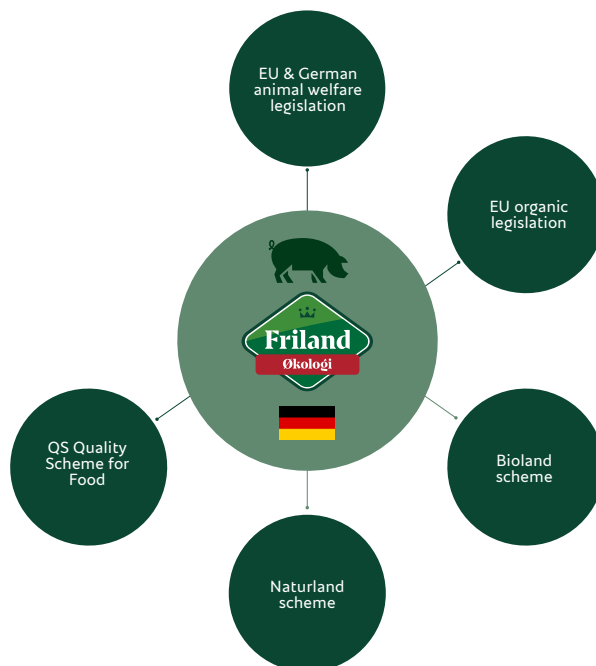 EU & German
animal welfare
legislation
EU organic
legislation
Friland
Økologi
QS Quality
Scheme for
Food
Bioland
scheme
Naturland
scheme